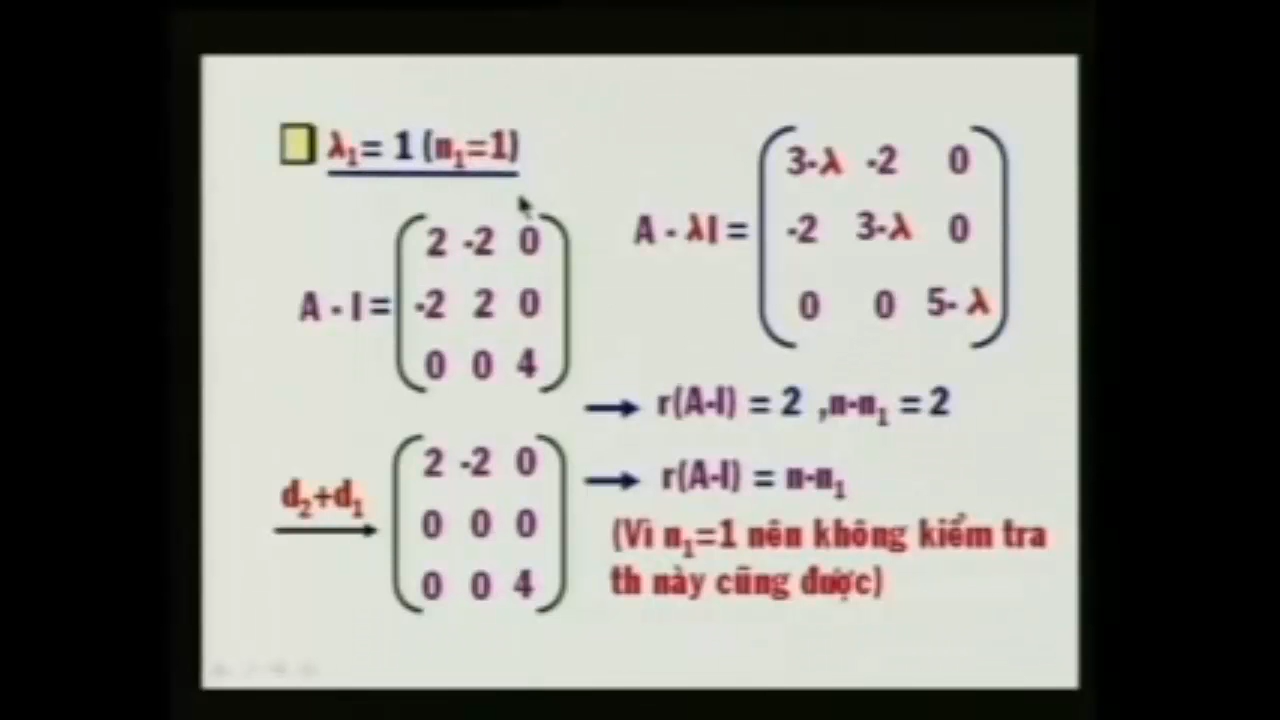 λ₁= 1 (n₁=1)
A - I =
2 -2 0
-2 2 0
0 0 4
A - λI =
3-λ -2 0
-2 3-λ 0
0 0 5- λ
→ r(A-I) = 2 ,n-n₁ = 2
d₂+d₁
2 -2 0
0 0 0
0 0 4
→ r(A-I) = n-n₁
(Vì n₁=1 nên không kiểm tra
th này cũng được)